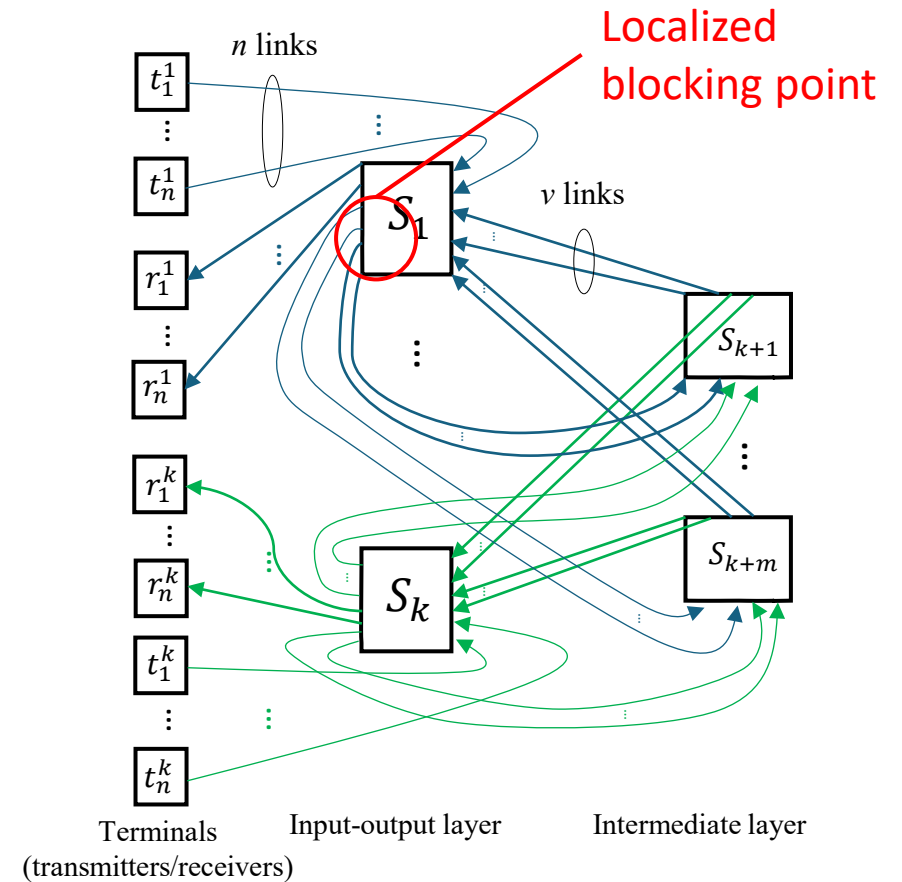 Localized
blocking point
n links
t_1^1
⋮
t_n^1
r_1^1
⋮
r_n^1
S_1
v links
S_{k+1}
⋮
r_1^k
⋮
r_n^k
S_k
S_{k+m}
t_1^k
⋮
t_n^k
Terminals
(transmitters/receivers)
Input-output layer
Intermediate layer